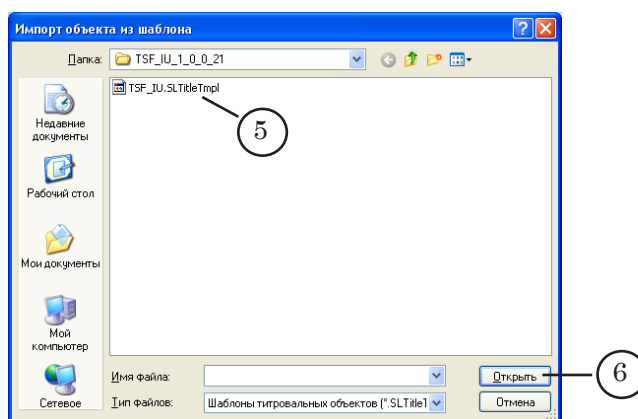 Импорт объекта из шаблона
Папка: TSF_IU_1_0_0_21
TSF_IU.SLTitleTmpl
5
Недавние
документы
Рабочий стол
Мои документы
Мой
компьютер
Сетевое
Имя файла:
Открыть
6
Тип файлов: Шаблоны титровальных объектов (*.SLTitleT
Отмена